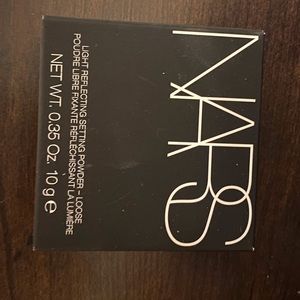 NARS
LIGHT REFLECTING SETTING POWDER – LOOSE
POUDRE LIBRE FIXANTE RÉFLÉCHISSANT LA LUMIÈRE
NET WT. 0.35 Oz. 10 g ℮